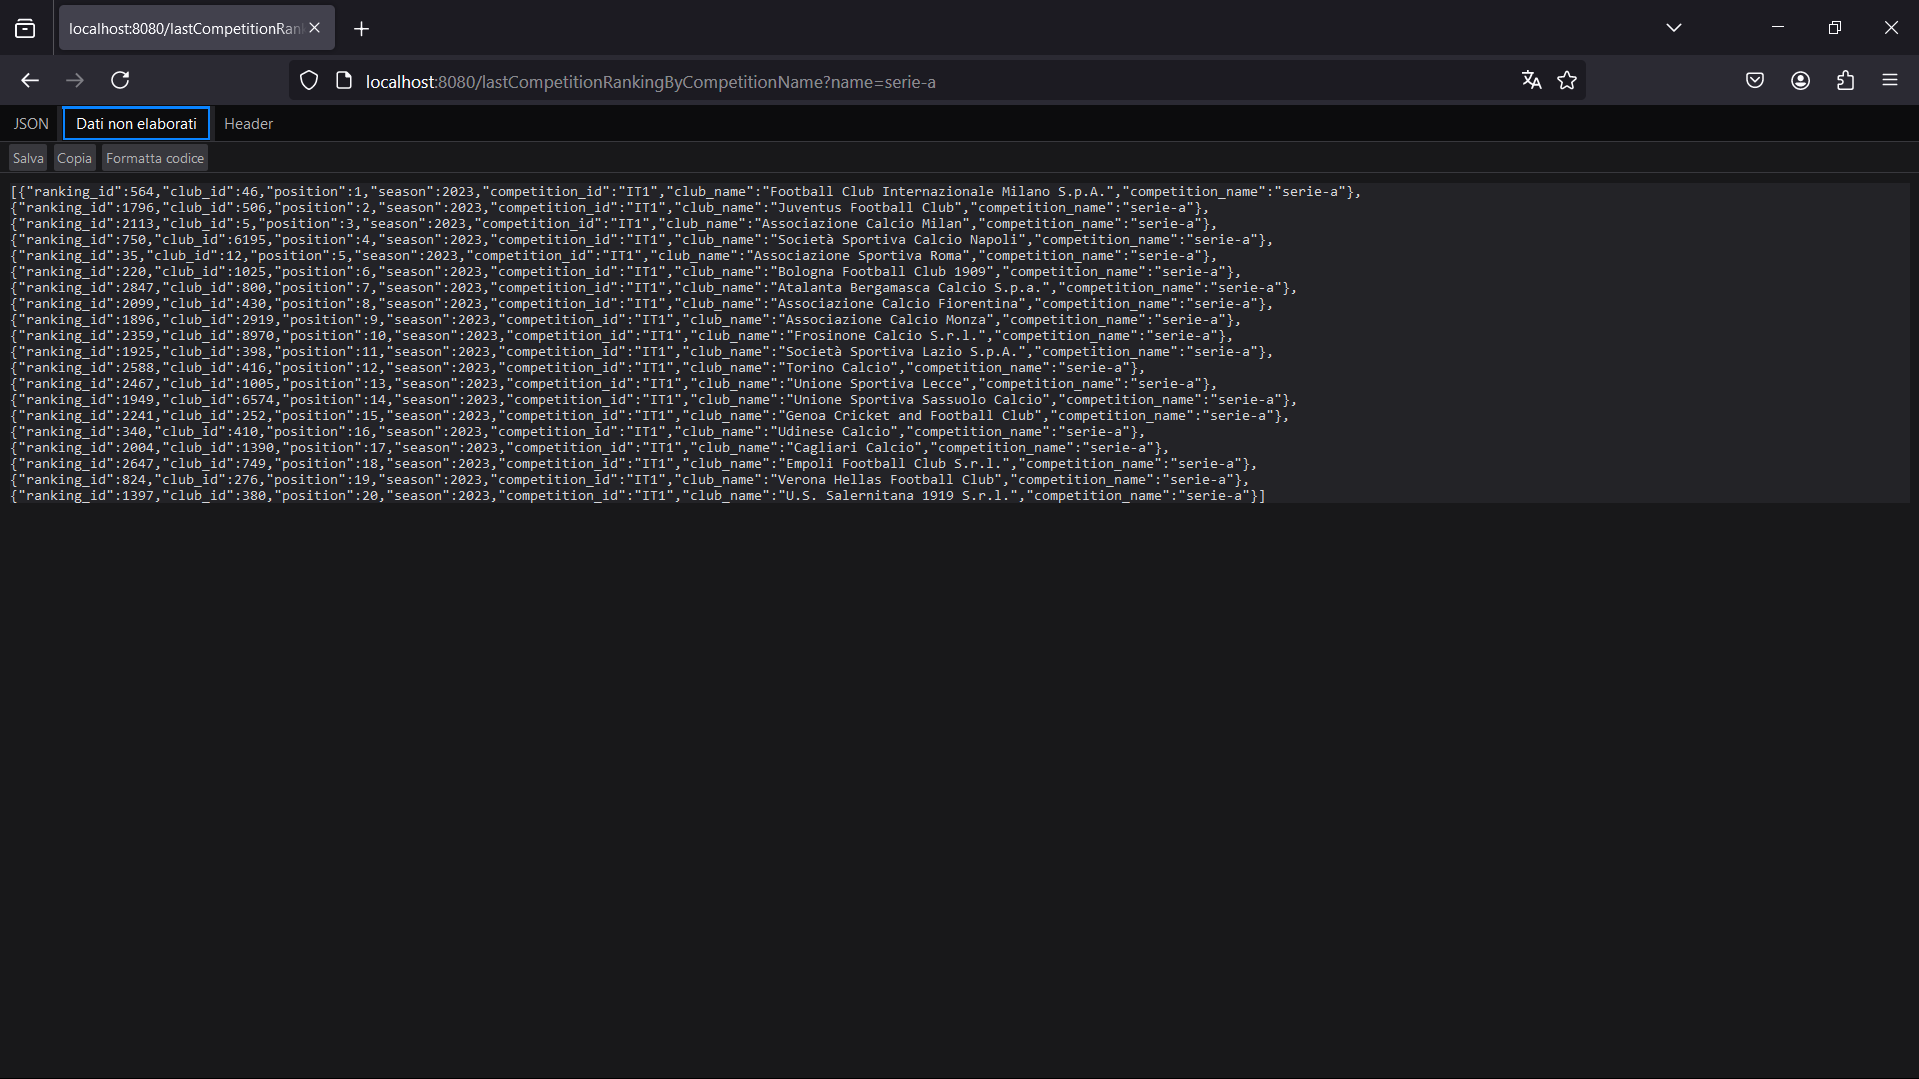 localhost:8080/lastCompetitionRan
localhost:8080/lastCompetitionRankingByCompetitionName?name=serie-a
JSON Dati non elaborati Header
Salva Copia Formatta codice
[{"ranking_id":564,"club_id":46,"position":1,"season":2023,"competition_id":"IT1","club_name":"Football Club Internazionale Milano S.p.A.","competition_name":"serie-a"},
{"ranking_id":1796,"club_id":506,"position":2,"season":2023,"competition_id":"IT1","club_name":"Juventus Football Club","competition_name":"serie-a"},
{"ranking_id":2113,"club_id":5,"position":3,"season":2023,"competition_id":"IT1","club_name":"Associazione Calcio Milan","competition_name":"serie-a"},
{"ranking_id":750,"club_id":6195,"position":4,"season":2023,"competition_id":"IT1","club_name":"Società Sportiva Calcio Napoli","competition_name":"serie-a"},
{"ranking_id":35,"club_id":12,"position":5,"season":2023,"competition_id":"IT1","club_name":"Associazione Sportiva Roma","competition_name":"serie-a"},
{"ranking_id":220,"club_id":1025,"position":6,"season":2023,"competition_id":"IT1","club_name":"Bologna Football Club 1909","competition_name":"serie-a"},
{"ranking_id":2847,"club_id":800,"position":7,"season":2023,"competition_id":"IT1","club_name":"Atalanta Bergamasca Calcio S.p.a.","competition_name":"serie-a"},
{"ranking_id":2099,"club_id":430,"position":8,"season":2023,"competition_id":"IT1","club_name":"Associazione Calcio Fiorentina","competition_name":"serie-a"},
{"ranking_id":1896,"club_id":2919,"position":9,"season":2023,"competition_id":"IT1","club_name":"Associazione Calcio Monza","competition_name":"serie-a"},
{"ranking_id":2359,"club_id":8970,"position":10,"season":2023,"competition_id":"IT1","club_name":"Frosinone Calcio S.r.l.","competition_name":"serie-a"},
{"ranking_id":1925,"club_id":398,"position":11,"season":2023,"competition_id":"IT1","club_name":"Società Sportiva Lazio S.p.A.","competition_name":"serie-a"},
{"ranking_id":2588,"club_id":416,"position":12,"season":2023,"competition_id":"IT1","club_name":"Torino Calcio","competition_name":"serie-a"},
{"ranking_id":2467,"club_id":1005,"position":13,"season":2023,"competition_id":"IT1","club_name":"Unione Sportiva Lecce","competition_name":"serie-a"},
{"ranking_id":1949,"club_id":6574,"position":14,"season":2023,"competition_id":"IT1","club_name":"Unione Sportiva Sassuolo Calcio","competition_name":"serie-a"},
{"ranking_id":2241,"club_id":252,"position":15,"season":2023,"competition_id":"IT1","club_name":"Genoa Cricket and Football Club","competition_name":"serie-a"},
{"ranking_id":340,"club_id":410,"position":16,"season":2023,"competition_id":"IT1","club_name":"Udinese Calcio","competition_name":"serie-a"},
{"ranking_id":2004,"club_id":1390,"position":17,"season":2023,"competition_id":"IT1","club_name":"Cagliari Calcio","competition_name":"serie-a"},
{"ranking_id":2647,"club_id":749,"position":18,"season":2023,"competition_id":"IT1","club_name":"Empoli Football Club S.r.l.","competition_name":"serie-a"},
{"ranking_id":824,"club_id":276,"position":19,"season":2023,"competition_id":"IT1","club_name":"Verona Hellas Football Club","competition_name":"serie-a"},
{"ranking_id":1397,"club_id":380,"position":20,"season":2023,"competition_id":"IT1","club_name":"U.S. Salernitana 1919 S.r.l.","competition_name":"serie-a"}]